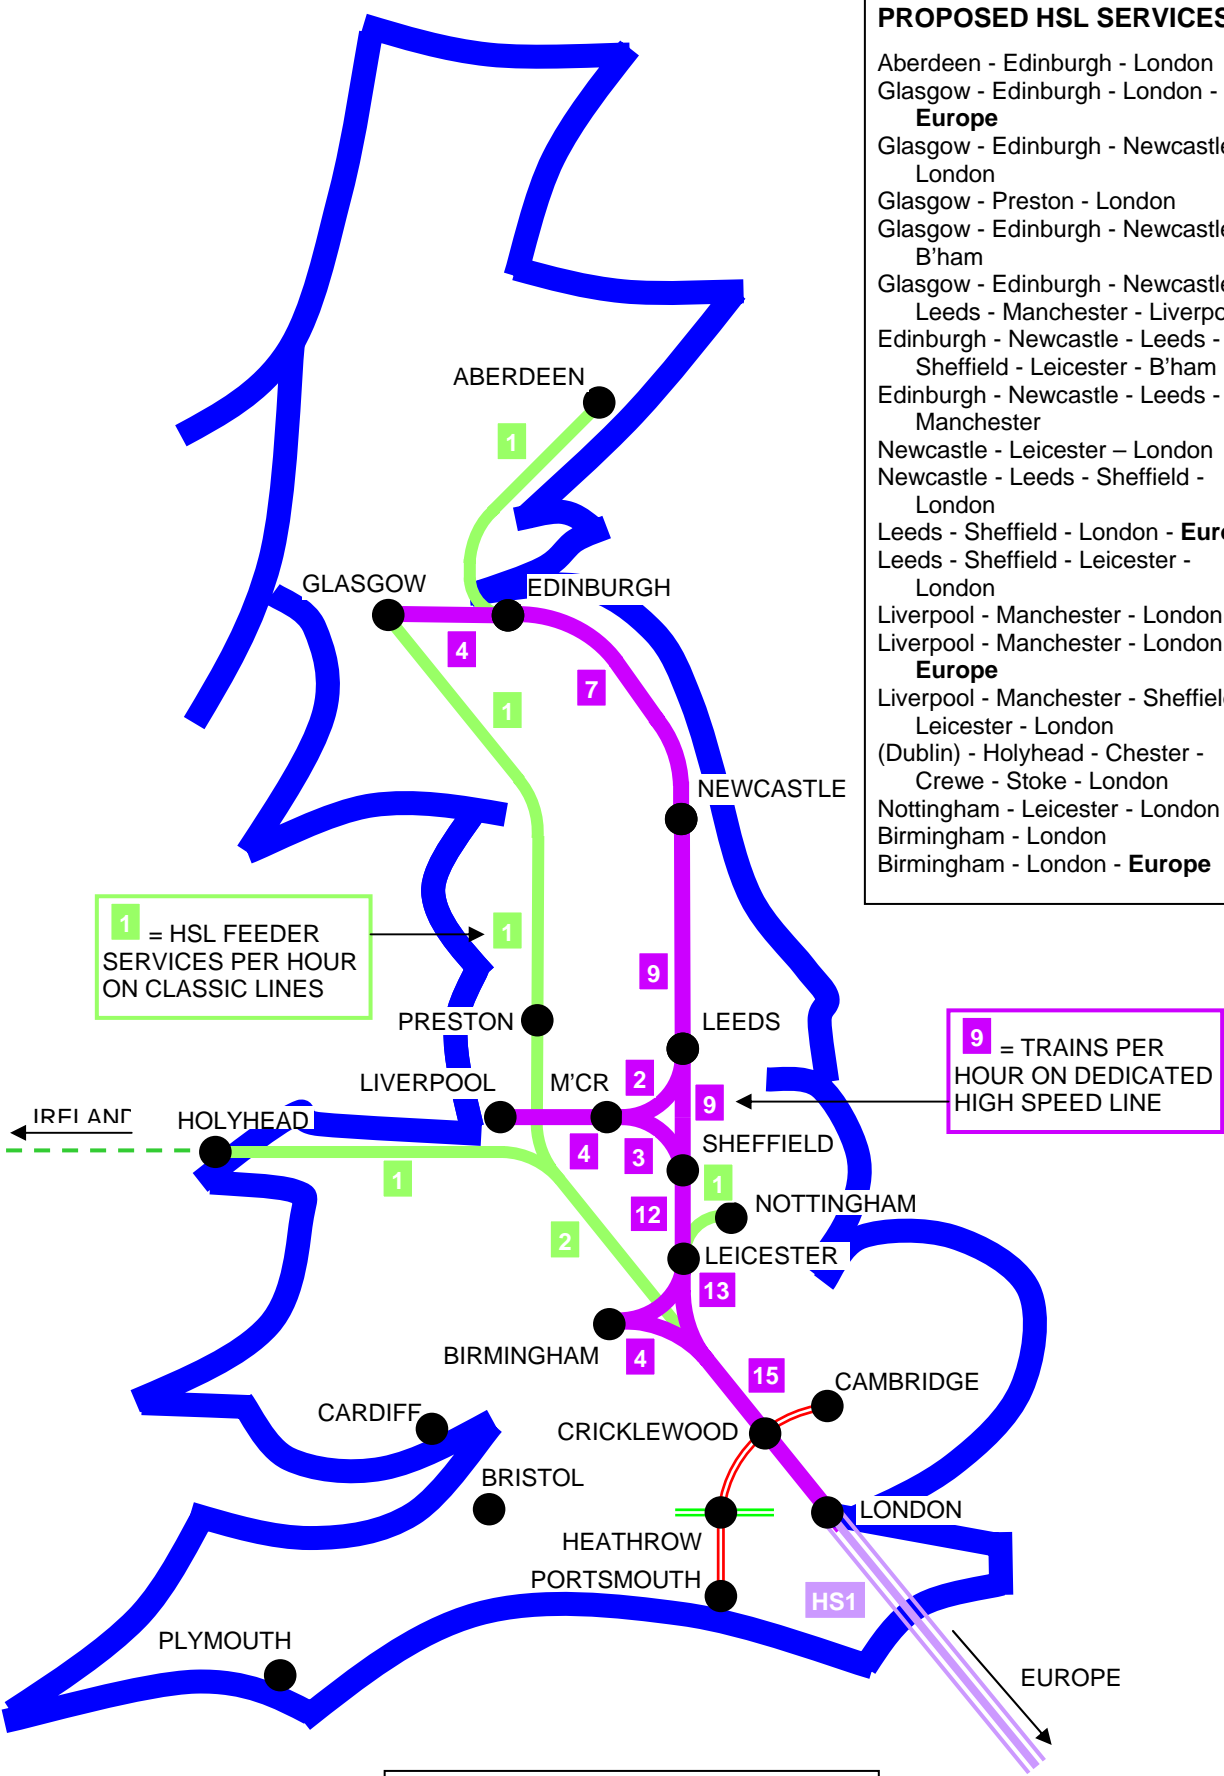 PROPOSED HSL SERVICES
Aberdeen - Edinburgh - London
Glasgow - Edinburgh - London -
Europe
Glasgow - Edinburgh - Newcastle
London
Glasgow - Preston - London
Glasgow - Edinburgh - Newcastle
B'ham
Glasgow - Edinburgh - Newcastle
Leeds - Manchester - Liverpo
Edinburgh - Newcastle - Leeds -
Sheffield - Leicester - B'ham
Edinburgh - Newcastle - Leeds -
Manchester
Newcastle - Leicester – London
Newcastle - Leeds - Sheffield -
London
Leeds - Sheffield - London - Euro
Leeds - Sheffield - Leicester -
London
Liverpool - Manchester - London
Liverpool - Manchester - London
Europe
Liverpool - Manchester - Sheffield
Leicester - London
(Dublin) - Holyhead - Chester -
Crewe - Stoke - London
Nottingham - Leicester - London
Birmingham - London
Birmingham - London - Europe
ABERDEEN
1
GLASGOW
EDINBURGH
4
7
1
NEWCASTLE
1 = HSL FEEDER
SERVICES PER HOUR
ON CLASSIC LINES
1
9
PRESTON
LEEDS
9 = TRAINS PER
HOUR ON DEDICATED
HIGH SPEED LINE
LIVERPOOL
M'CR
2
9
IRELAND
HOLYHEAD
4
3
SHEFFIELD
1
1
12
NOTTINGHAM
2
LEICESTER
13
BIRMINGHAM
4
15
CAMBRIDGE
CARDIFF
CRICKLEWOOD
BRISTOL
LONDON
HEATHROW
PORTSMOUTH
HS1
PLYMOUTH
EUROPE